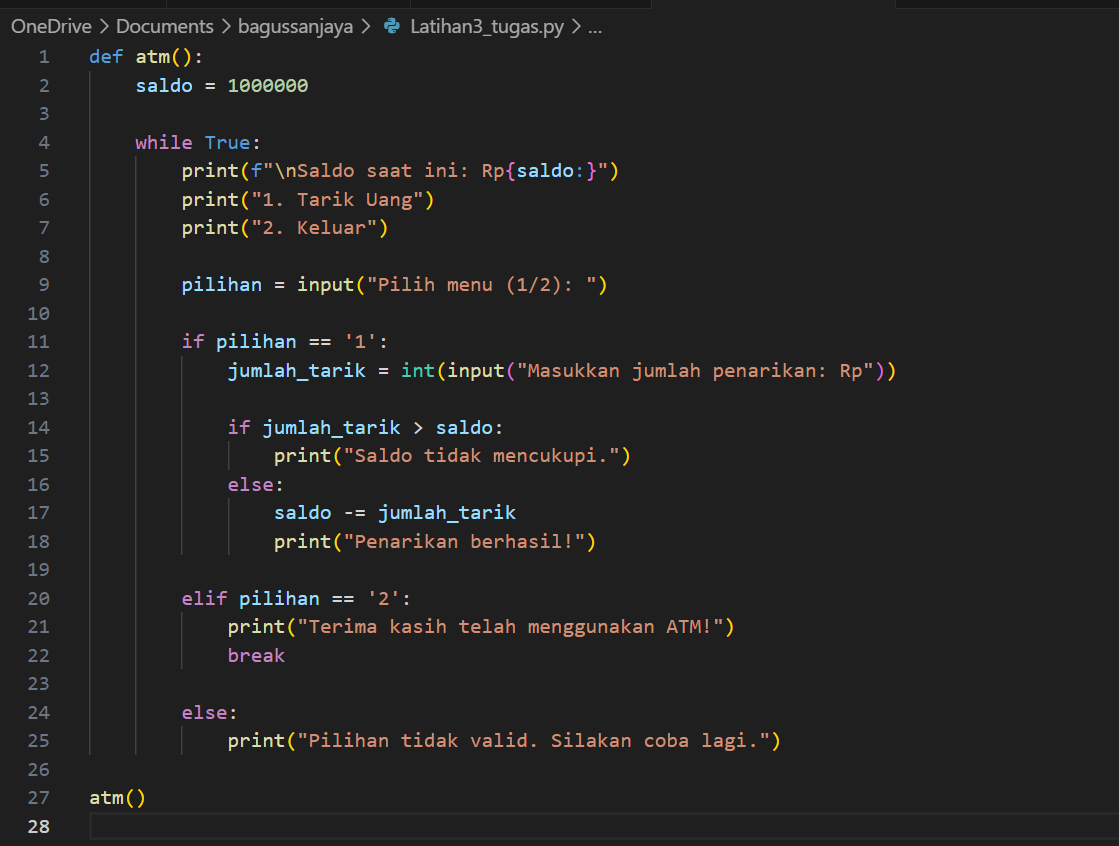 OneDrive > Documents > bagussanjaya > Latihan3_tugas.py > ...
1 def atm():
2     saldo = 1000000
3
4     while True:
5         print(f"\nSaldo saat ini: Rp{saldo:}")
6         print("1. Tarik Uang")
7         print("2. Keluar")
8
9         pilihan = input("Pilih menu (1/2): ")
10
11         if pilihan == '1':
12             jumlah_tarik = int(input("Masukkan jumlah penarikan: Rp"))
13
14             if jumlah_tarik > saldo:
15                 print("Saldo tidak mencukupi.")
16             else:
17                 saldo -= jumlah_tarik
18                 print("Penarikan berhasil!")
19
20         elif pilihan == '2':
21             print("Terima kasih telah menggunakan ATM!")
22             break
23
24         else:
25             print("Pilihan tidak valid. Silakan coba lagi.")
26
27 atm()
28